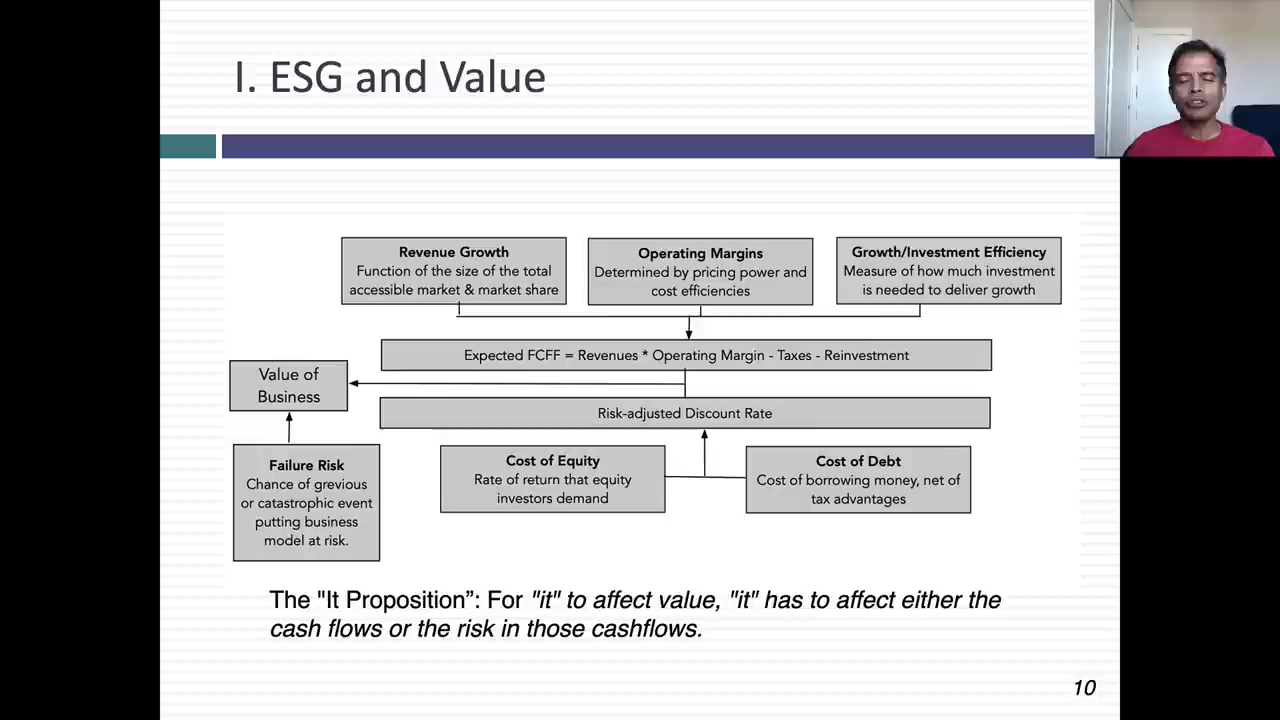 I. ESG and Value
Revenue Growth
Function of the size of the total
accessible market & market share
Operating Margins
Determined by pricing power and
cost efficiencies
Growth/Investment Efficiency
Measure of how much investment
is needed to deliver growth
Expected FCFF = Revenues * Operating Margin - Taxes - Reinvestment
Value of
Business
Risk-adjusted Discount Rate
Failure Risk
Chance of grevious
or catastrophic event
putting business
model at risk.
Cost of Equity
Rate of return that equity
investors demand
Cost of Debt
Cost of borrowing money, net of
tax advantages
The "It Proposition”: For "it" to affect value, "it" has to affect either the
cash flows or the risk in those cashflows.
10